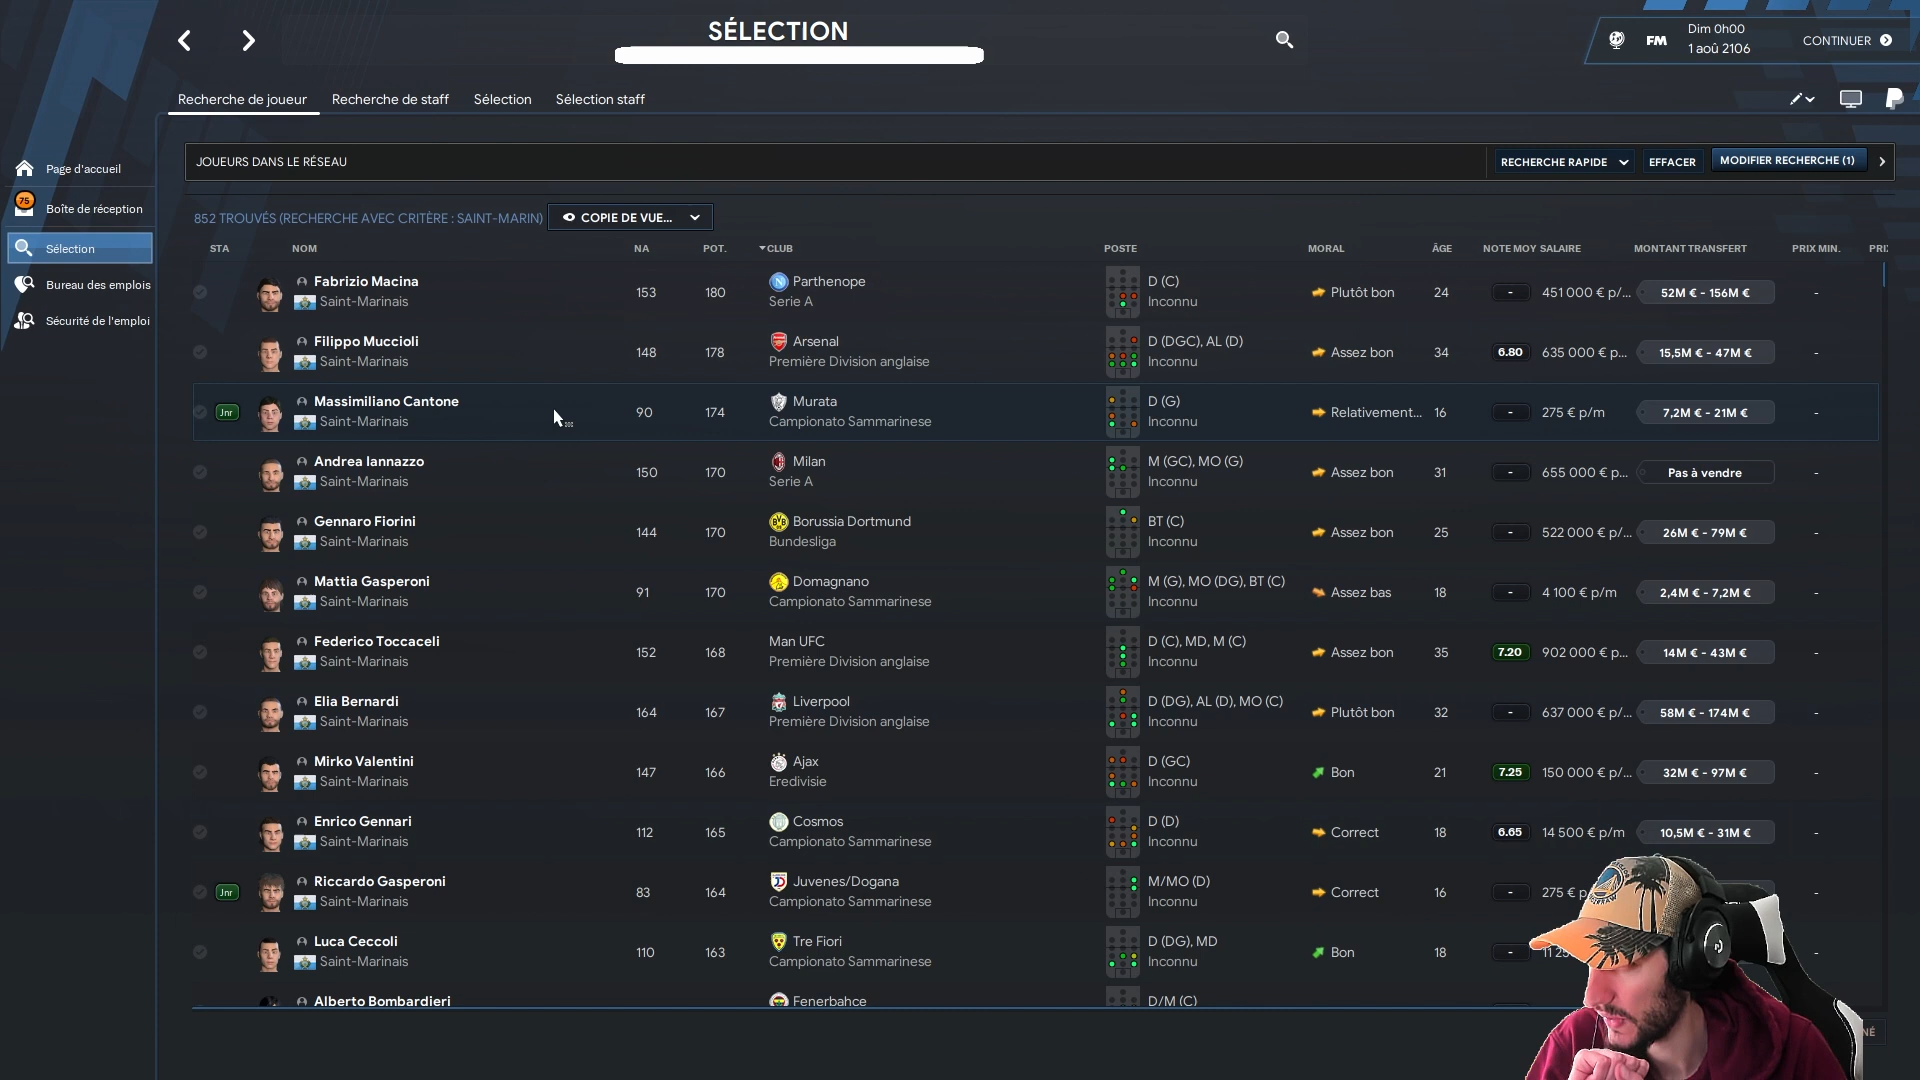 SÉLECTION
Dim 0h00
1 aoû 2106
FM
CONTINUER
Recherche de joueur Recherche de staff Sélection Sélection staff
Page d'accueil
75
Boîte de réception
Sélection
Bureau des emplois
Sécurité de l'emploi
JOUEURS DANS LE RÉSEAU
RECHERCHE RAPIDE EFFACER MODIFIER RECHERCHE (1)
852 TROUVÉS (RECHERCHE AVEC CRITÈRE : SAINT-MARIN) COPIE DE VUE...
STA NOM NA POT. CLUB POSTE MORAL ÂGE NOTE MOY SALAIRE MONTANT TRANSFERT PRIX MIN.
Fabrizio Macina Parthenope D (C)
153 180 Plutôt bon 24 - 451 000 € p/... 52M € - 156M € -
Saint-Marinais Serie A Inconnu
Filippo Muccioli Arsenal D (DGC), AL (D)
148 178 Assez bon 34 6.80 635 000 € p... 15,5M € - 47M € -
Saint-Marinais Première Division anglaise Inconnu
Massimiliano Cantone Murata D (G)
Jnr 90 174 Relativement... 16 - 275 € p/m 7,2M € - 21M € -
Saint-Marinais Campionato Sammarinese Inconnu
Andrea Iannazzo Milan M (GC), MO (G)
150 170 Assez bon 31 - 655 000 € p... Pas à vendre -
Saint-Marinais Serie A Inconnu
Gennaro Fiorini Borussia Dortmund BT (C)
144 170 Assez bon 25 - 522 000 € p/... 26M € - 79M € -
Saint-Marinais Bundesliga Inconnu
Mattia Gasperoni Domagnano M (G), MO (DG), BT (C)
91 170 Assez bas 18 - 4 100 € p/m 2,4M € - 7,2M € -
Saint-Marinais Campionato Sammarinese Inconnu
Federico Toccaceli Man UFC D (C), MD, M (C)
152 168 Assez bon 35 7.20 902 000 € p... 14M € - 43M € -
Saint-Marinais Première Division anglaise Inconnu
Elia Bernardi Liverpool D (DG), AL (D), MO (C)
164 167 Plutôt bon 32 - 637 000 € p/... 58M € - 174M € -
Saint-Marinais Première Division anglaise Inconnu
Mirko Valentini Ajax D (GC)
147 166 Bon 21 7.25 150 000 € p/... 32M € - 97M € -
Saint-Marinais Eredivisie Inconnu
Enrico Gennari Cosmos D (D)
112 165 Correct 18 6.65 14 500 € p/m 10,5M € - 31M € -
Saint-Marinais Campionato Sammarinese Inconnu
Riccardo Gasperoni Juvenes/Dogana M/MO (D)
Jnr 83 164 Correct 16 - 275 € p
Saint-Marinais Campionato Sammarinese Inconnu
Luca Ceccoli Tre Fiori D (DG), MD
110 163 Bon 18 - 11 25
Saint-Marinais Campionato Sammarinese Inconnu
Alberto Bombardieri Fenerbahce D/M (C)